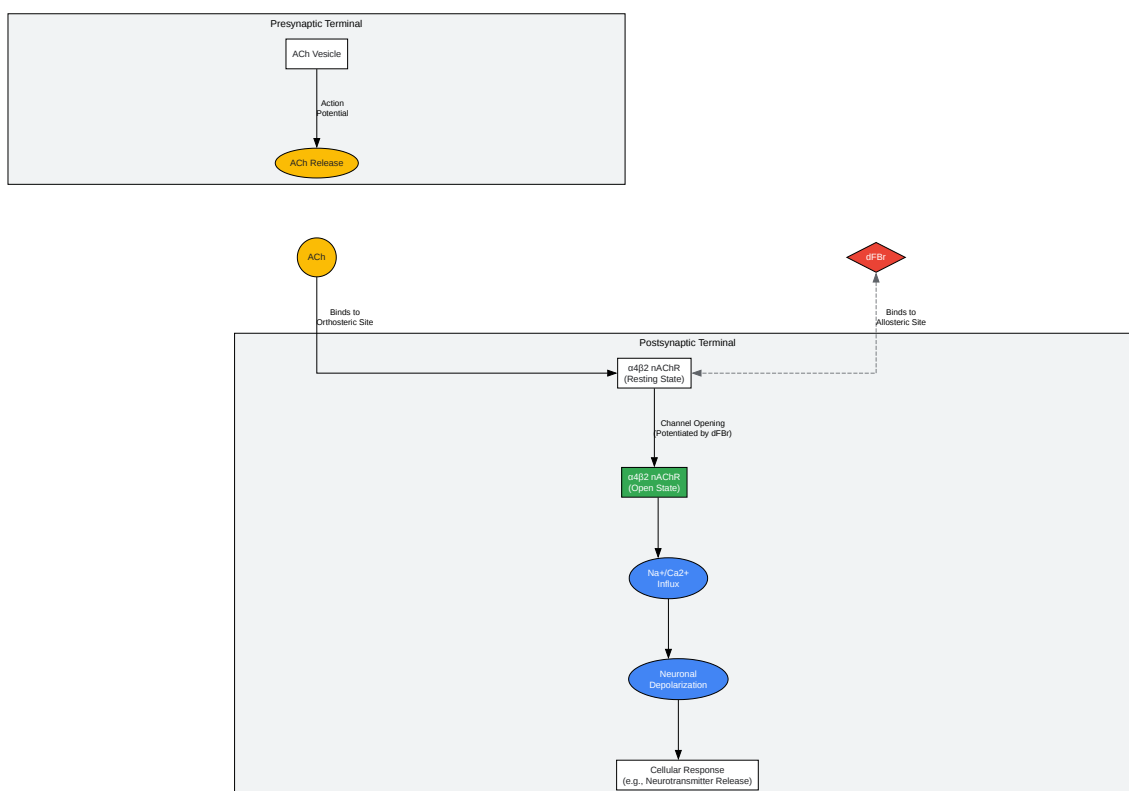 Presynaptic Terminal
ACh Vesicle
Action
Potential
ACh Release
ACh
dFBr
Binds to
Orthosteric Site
Binds to
Allosteric Site
Postsynaptic Terminal
α4β2 nAChR
(Resting State)
Channel Opening
(Potentiated by dFBr)
α4β2 nAChR
(Open State)
Na+/Ca2+
Influx
Neuronal
Depolarization
Cellular Response
(e.g., Neurotransmitter Release)